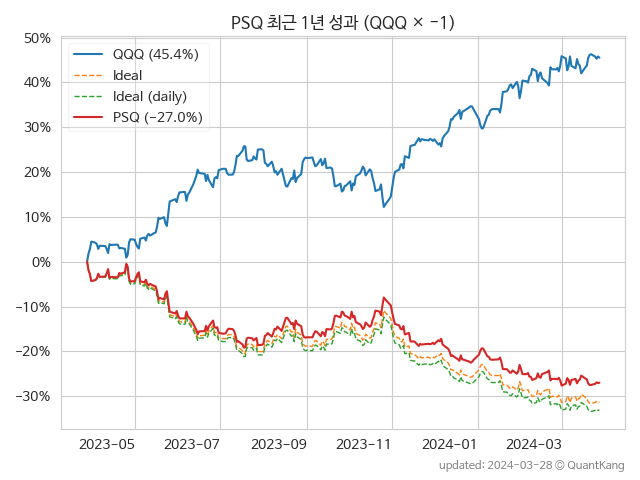 PSQ 최근 1년 성과 (QQQ × −1)
50%
40%
30%
20%
10%
0%
−10%
−20%
−30%
QQQ (45.4%)
Ideal
Ideal (daily)
PSQ (−27.0%)
2023-05 2023-07 2023-09 2023-11 2024-01 2024-03
updated: 2024-03-28 © QuantKang